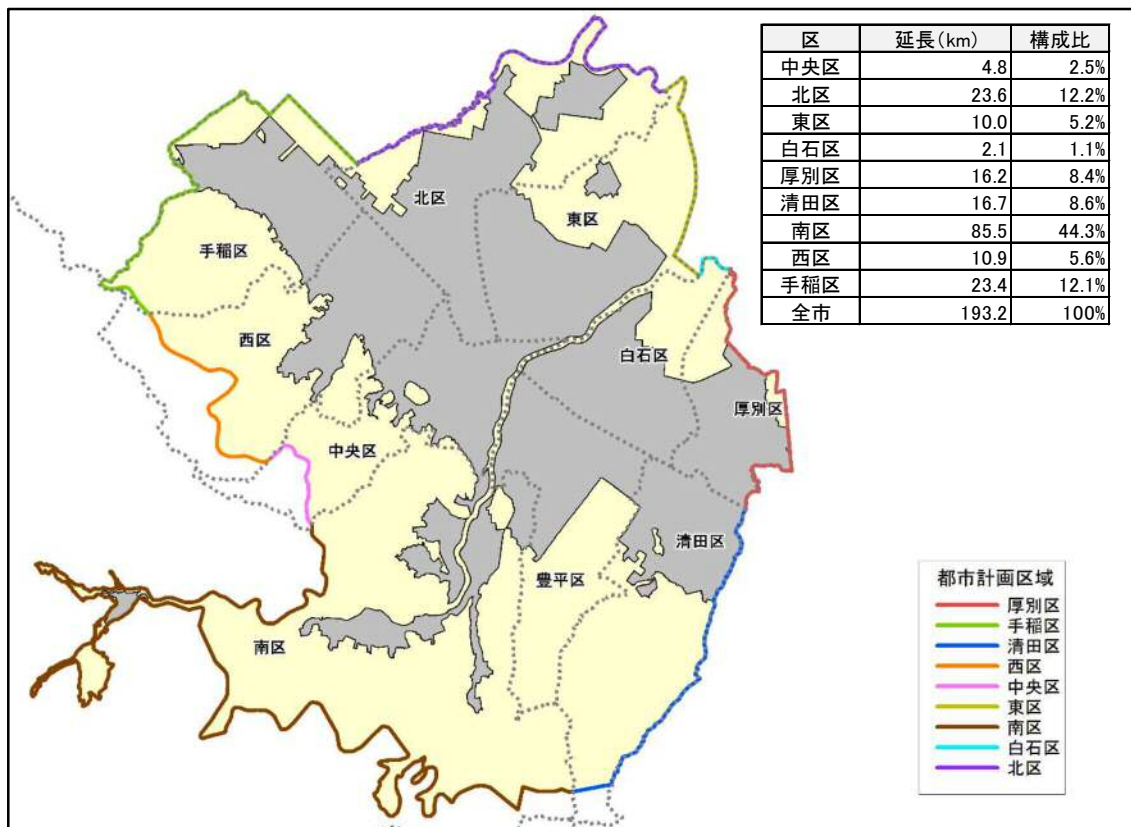 区 延長(km) 構成比
中央区 4.8 2.5%
北区 23.6 12.2%
東区 10.0 5.2%
白石区 2.1 1.1%
厚別区 16.2 8.4%
清田区 16.7 8.6%
南区 85.5 44.3%
西区 10.9 5.6%
手稲区 23.4 12.1%
全市 193.2 100%
北区
東区
手稲区
西区
白石区
厚別区
中央区
清田区
豊平区
南区
都市計画区域
厚別区
手稲区
清田区
西区
中央区
東区
南区
白石区
北区